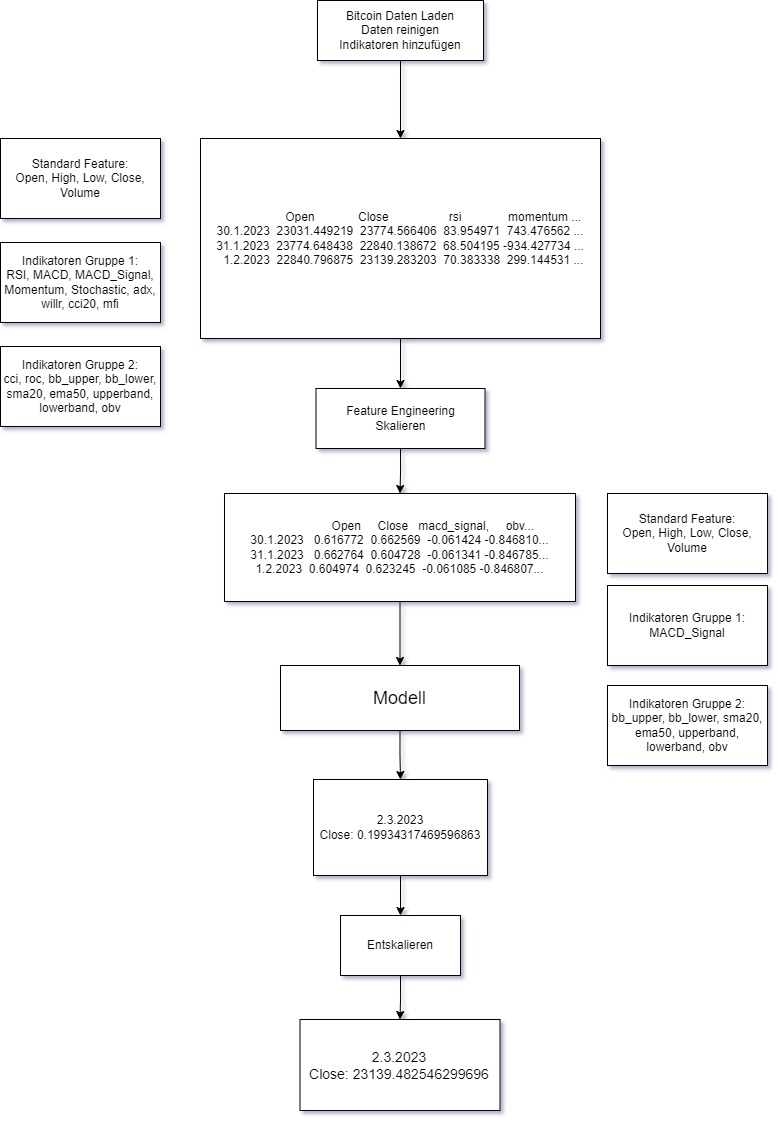 Bitcoin Daten Laden
Daten reinigen
Indikatoren hinzufügen
Standard Feature:
Open, High, Low, Close,
Volume
Indikatoren Gruppe 1:
RSI, MACD, MACD_Signal,
Momentum, Stochastic, adx,
willr, cci20, mfi
Indikatoren Gruppe 2:
cci, roc, bb_upper, bb_lower,
sma20, ema50, upperband,
lowerband, obv
Open Close rsi momentum ...
30.1.2023 23031.449219 23774.566406 83.954971 743.476562 ...
31.1.2023 23774.648438 22840.138672 68.504195 -934.427734 ...
1.2.2023 22840.796875 23139.283203 70.383338 299.144531 ...
Feature Engineering
Skalieren
Open Close macd_signal, obv...
30.1.2023 0.616772 0.662569 -0.061424 -0.846810...
31.1.2023 0.662764 0.604728 -0.061341 -0.846785...
1.2.2023 0.604974 0.623245 -0.061085 -0.846807...
Standard Feature:
Open, High, Low, Close,
Volume
Indikatoren Gruppe 1:
MACD_Signal
Indikatoren Gruppe 2:
bb_upper, bb_lower, sma20,
ema50, upperband,
lowerband, obv
Modell
2.3.2023
Close: 0.19934317469596863
Entskalieren
2.3.2023
Close: 23139.482546299696